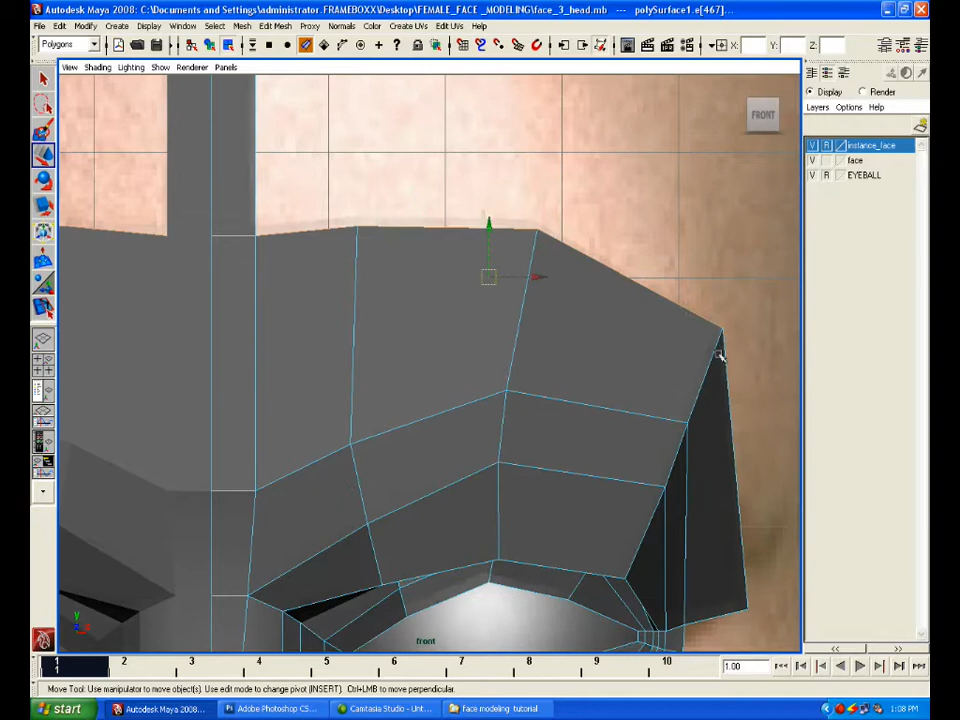 Autodesk Maya 2008: C:\Documents and Settings\administrator.FRAMEBOXX\Desktop\FEMALE_FACE _MODELING\face_3_head.mb --- polySurface1.e[467]...
File Edit Modify Create Display Window Select Mesh Edit Mesh Proxy Normals Color Create UVs Edit UVs Help
Polygons X: Y: Z:
View Shading Lighting Show Renderer Panels
Display Render
Layers Options Help
FRONT
V R instance_face
V face
V R EYEBALL
y
front
1 2 3 4 5 6 7 8 9 10 1.00
1
Move Tool: Use manipulator to move object(s). Use edit mode to change pivot (INSERT). Ctrl+LMB to move perpendicular.
start Autodesk Maya 2008... Adobe Photoshop CS... Camtasia Studio - Unt... face modeling tutorial 1:08 PM